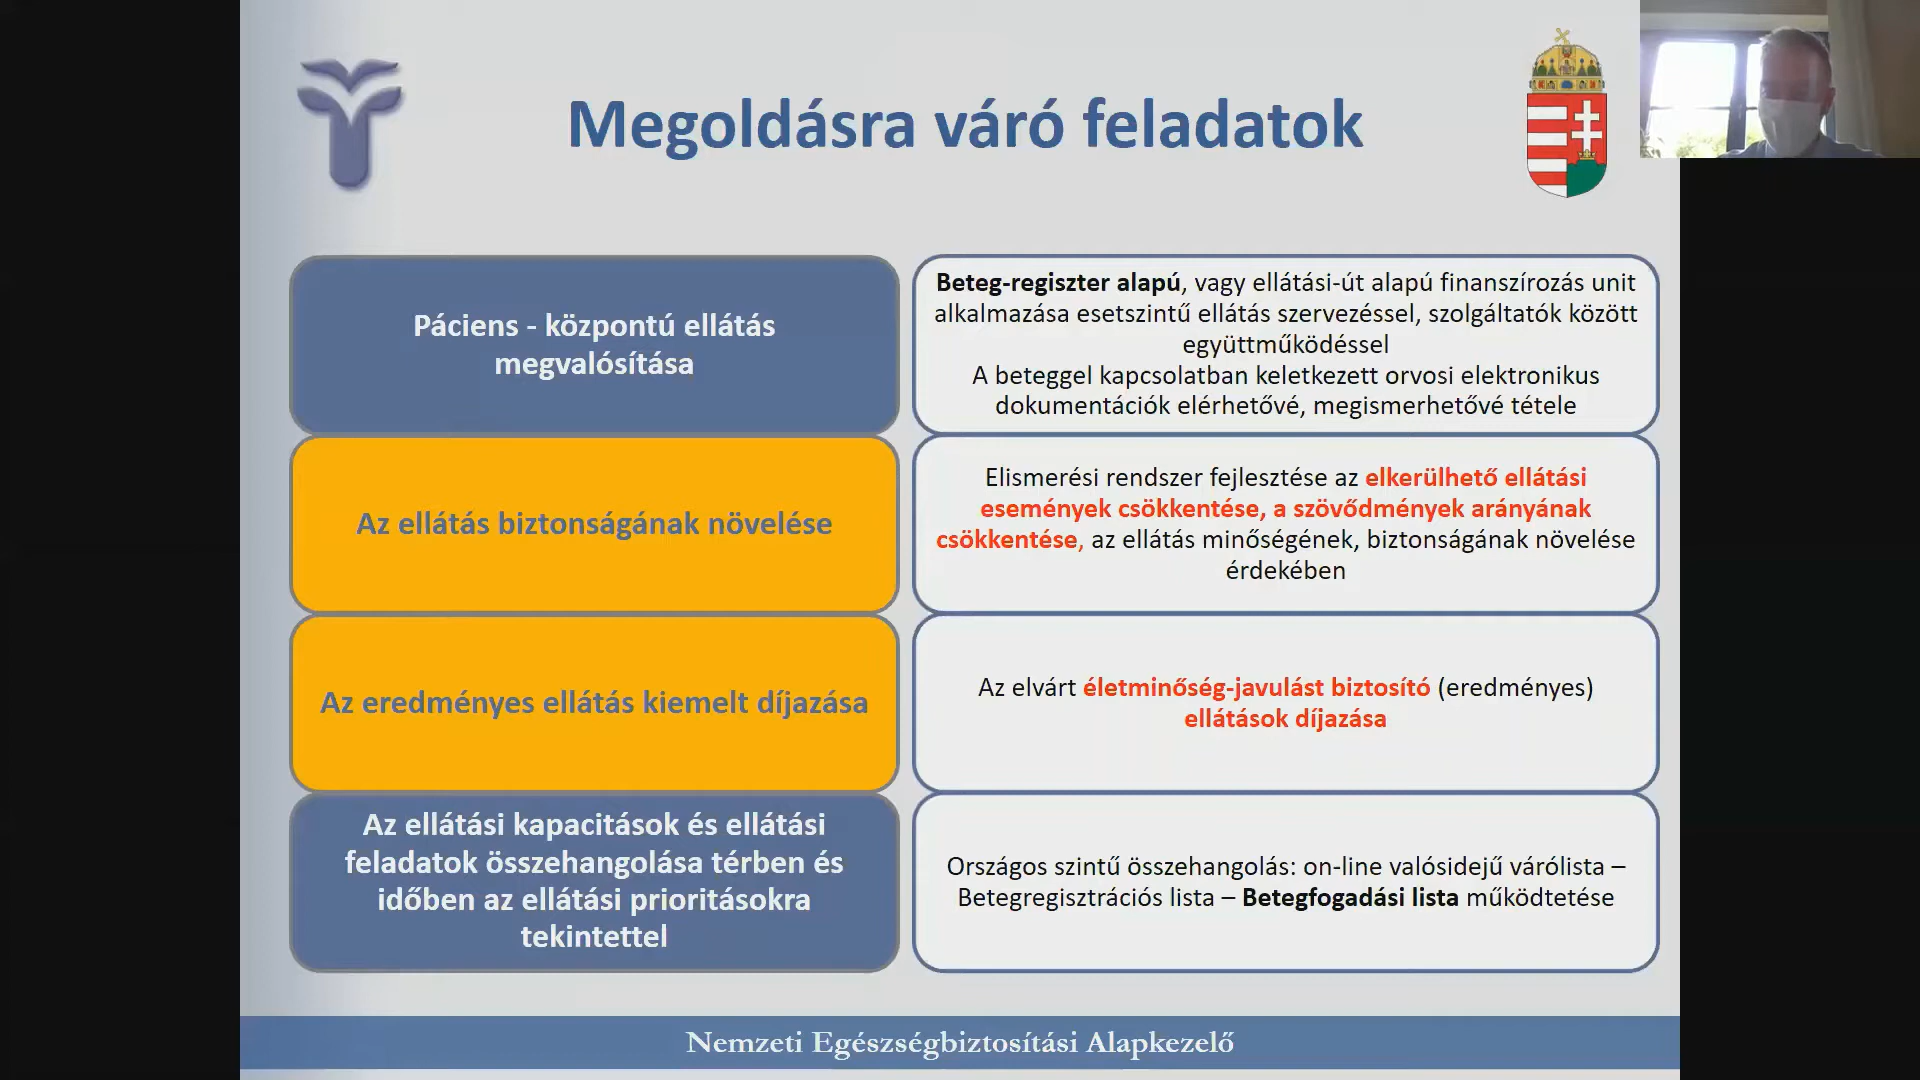 Megoldásra váró feladatok
Páciens - központú ellátás
megvalósítása
Beteg-regiszter alapú, vagy ellátási-út alapú finanszírozás unit
alkalmazása esetszintű ellátás szervezéssel, szolgáltatók között
együttműködéssel
A beteggel kapcsolatban keletkezett orvosi elektronikus
dokumentációk elérhetővé, megismerhetővé tétele
Az ellátás biztonságának növelése
Elismerési rendszer fejlesztése az elkerülhető ellátási
események csökkentése, a szövődmények arányának
csökkentése, az ellátás minőségének, biztonságának növelése
érdekében
Az eredményes ellátás kiemelt díjazása
Az elvárt életminőség-javulást biztosító (eredményes)
ellátások díjazása
Az ellátási kapacitások és ellátási
feladatok összehangolása térben és
időben az ellátási prioritásokra
tekintettel
Országos szintű összehangolás: on-line valósidejű várólista –
Betegregisztrációs lista – Betegfogadási lista működtetése
Nemzeti Egészségbiztosítási Alapkezelő